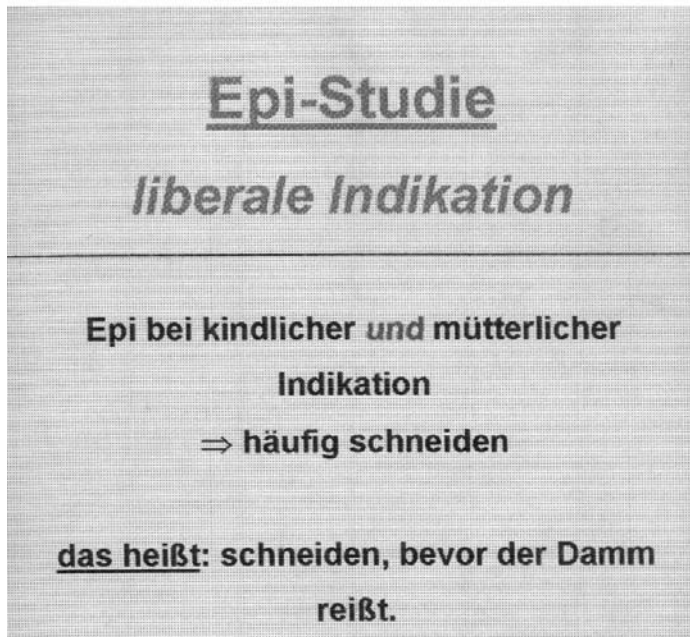 Epi-Studie
liberale Indikation
Epi bei kindlicher und mütterlicher
Indikation
⇒ häufig schneiden
das heißt: schneiden, bevor der Damm
reißt.